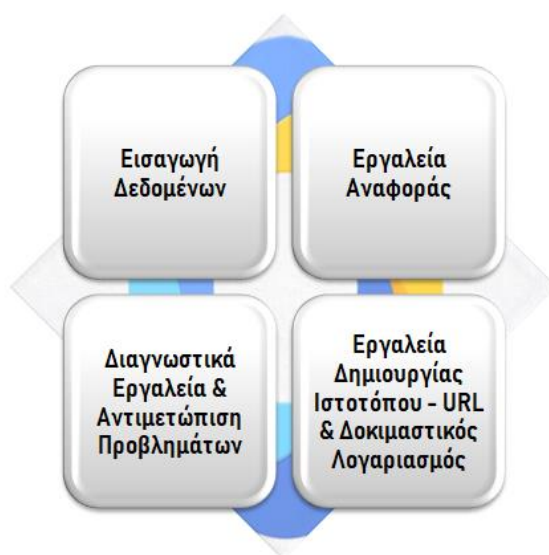 Εισαγωγή
Δεδομένων
Εργαλεία
Αναφοράς
Διαγνωστικά
Εργαλεία &
Αντιμετώπιση
Προβλημάτων
Εργαλεία
Δημιουργίας
Ιστοτόπου - URL
& Δοκιμαστικός
Λογαριασμός